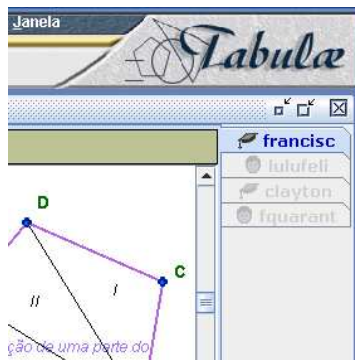 Janela
Tabulæ
francisc
lulufeli
clayton
fquarant
D
C
I
II
ção de uma parte do